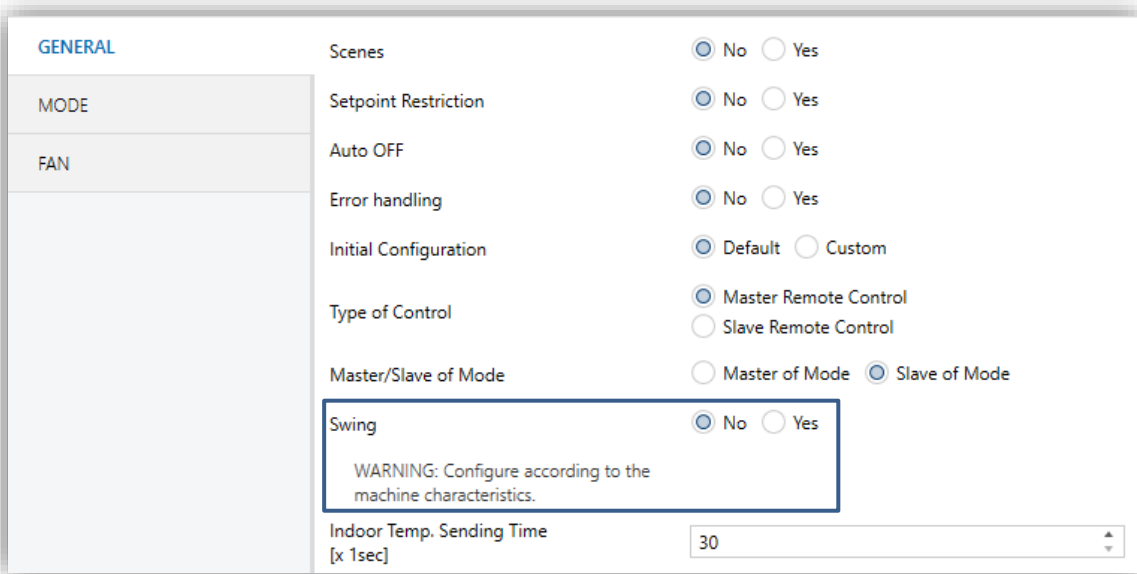 GENERAL
MODE
FAN
Scenes No Yes
Setpoint Restriction No Yes
Auto OFF No Yes
Error handling No Yes
Initial Configuration Default Custom
Type of Control Master Remote Control
Slave Remote Control
Master/Slave of Mode Master of Mode Slave of Mode
Swing No Yes
WARNING: Configure according to the
machine characteristics.
Indoor Temp. Sending Time
[x 1sec] 30